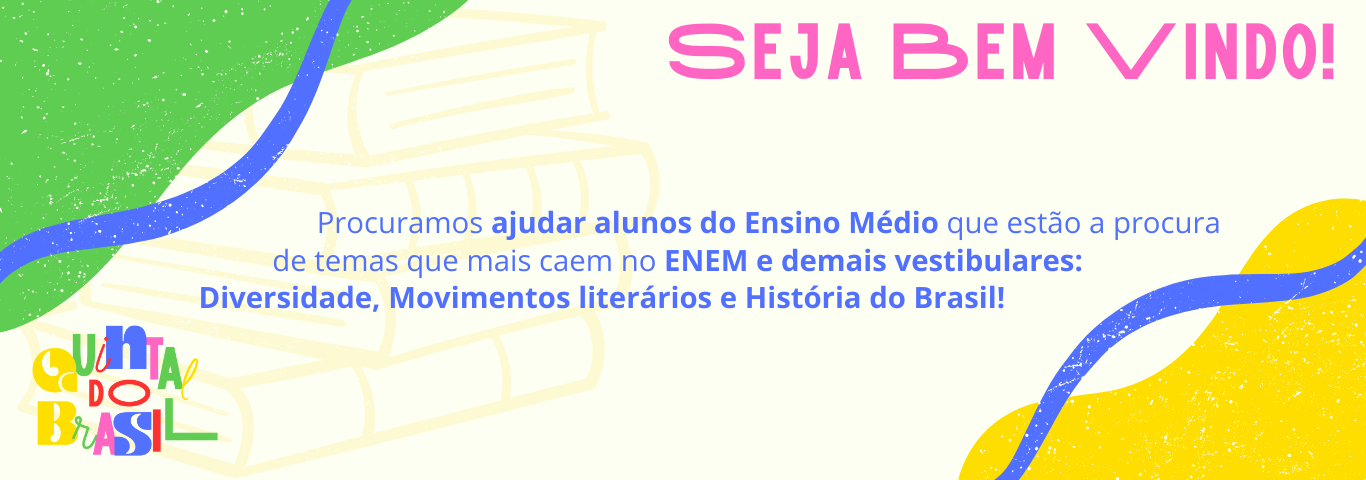 SEJA BEM VINDO!
Procuramos ajudar alunos do Ensino Médio que estão a procura
de temas que mais caem no ENEM e demais vestibulares:
Diversidade, Movimentos literários e História do Brasil!
QUiNTAl
DO
BrASIL